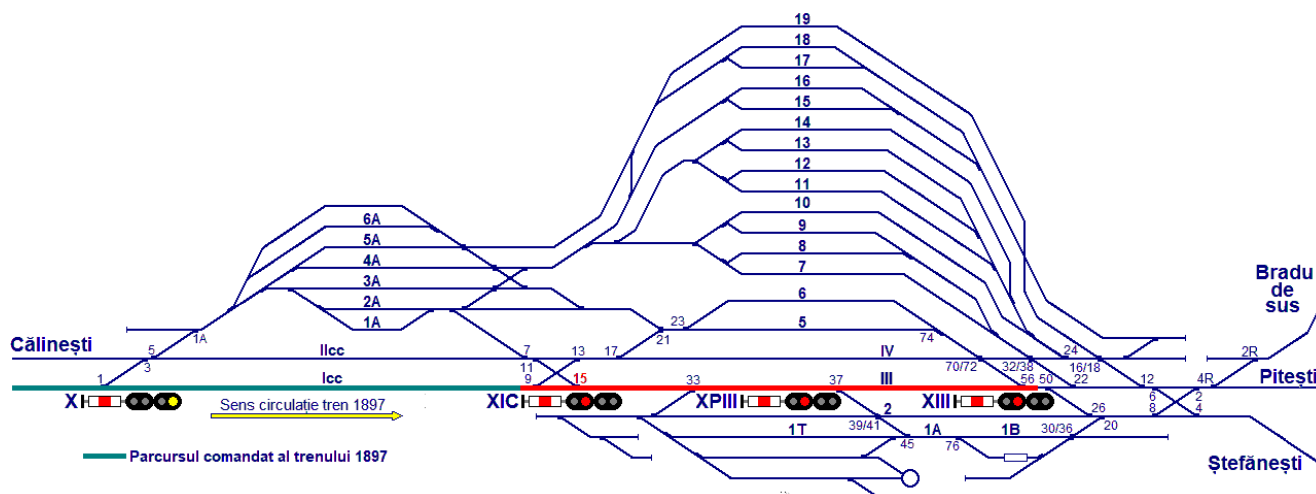 19
18
17
16
15
14
13
12
11
10
9
8
7
6A
5A
4A
3A
2A
1A
6
5
23
21
74
1A
Bradu
de
sus
Călinești
5
3
IIcc
7
11
13
17
IV
70/72
32/38
24
16/18
2R
1
Icc
9
15
33
37
III
56
50
22
12
4R
Pitești
X
Sens circulație tren 1897
XIC
XPIII
XIII
6
8
2
4
2
39/41
26
20
1T
45
1A
76
1B
30/36
Ștefănești
Parcursul comandat al trenului 1897